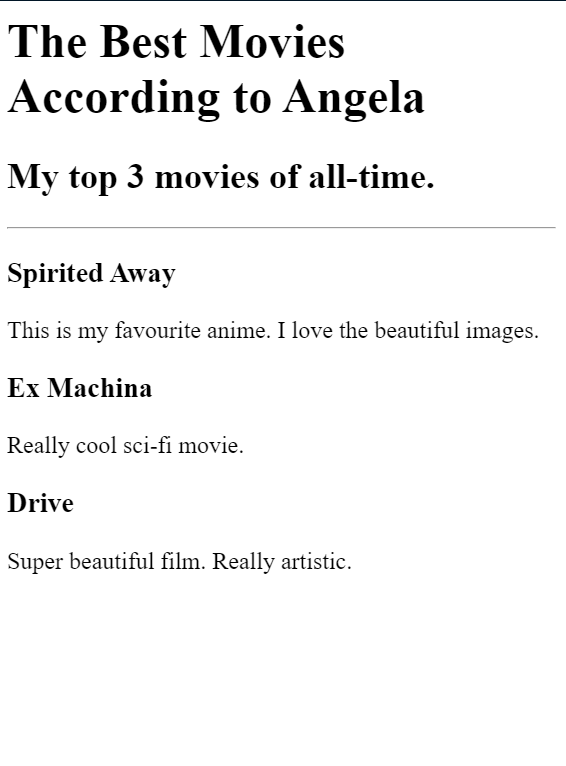 The Best Movies
According to Angela
My top 3 movies of all-time.
Spirited Away
This is my favourite anime. I love the beautiful images.
Ex Machina
Really cool sci-fi movie.
Drive
Super beautiful film. Really artistic.